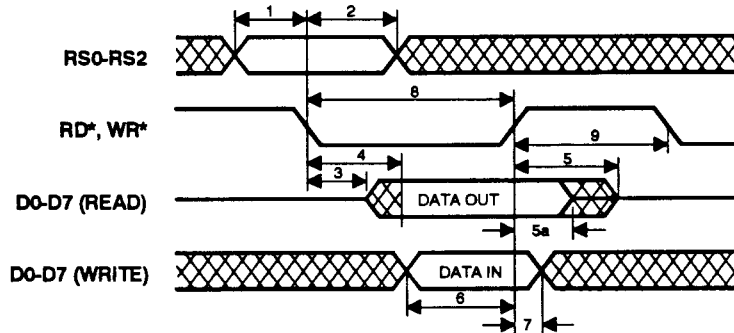 1 2
RS0-RS2
8
RD*, WR*
9
4 5
3
D0-D7 (READ) DATA OUT
5a
D0-D7 (WRITE) DATA IN
6 7